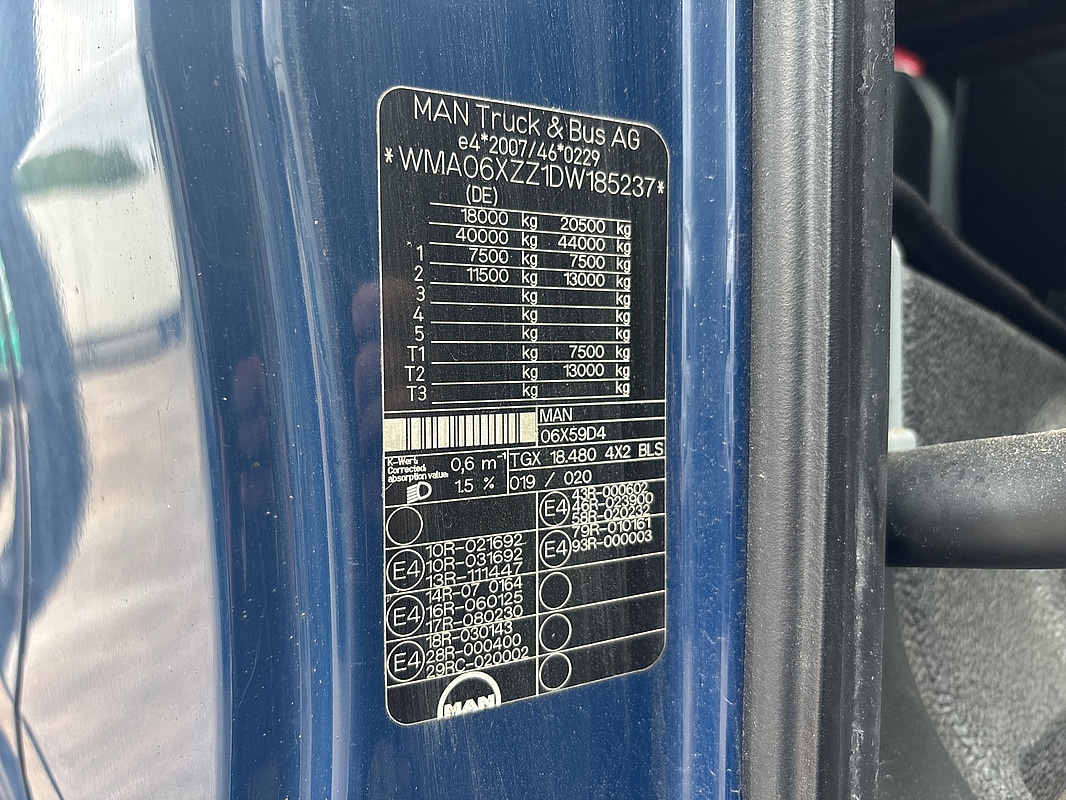 MAN Truck & Bus AG
e4*2007/46*0229
*WMA06XZZ1DW185237*
(DE)
18000 kg 20500 kg
40000 kg 44000 kg
1 7500 kg 7500 kg
2 11500 kg 13000 kg
3 kg kg
4 kg kg
5 kg kg
T1 kg 7500 kg
T2 kg 13000 kg
T3 kg kg
MAN
06X59D4
K-Wert:
Corrected
absorption value:
0,6 m⁻¹
TGX 18.480 4X2 BLS
1.5 %
019 / 020
E4
43R-000602
46R-023900
58R-020232
E4
79R-010161
93R-000003
E4
10R-021692
10R-031692
13R-111447
E4
14R-07 0164
16R-060125
17R-080230
E4
18R-030143
28R-000400
29RC-020002
MAN